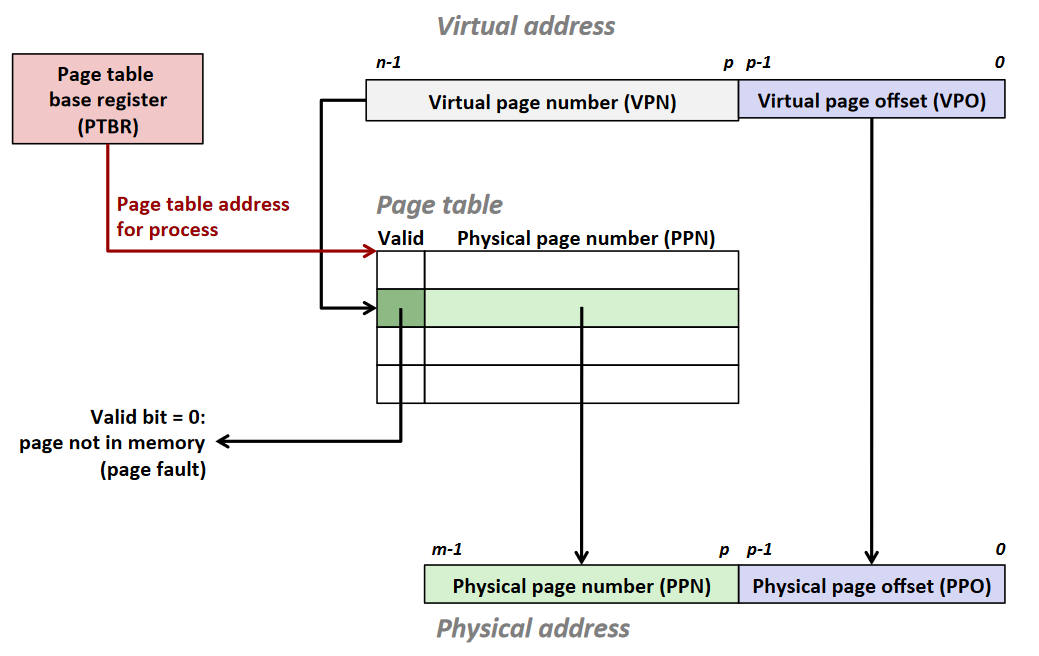 Virtual address
n-1 p p-1 0
Page table
base register
(PTBR)
Virtual page number (VPN)
Virtual page offset (VPO)
Page table address
for process
Page table
Valid
Physical page number (PPN)
Valid bit = 0:
page not in memory
(page fault)
m-1 p p-1 0
Physical page number (PPN)
Physical page offset (PPO)
Physical address